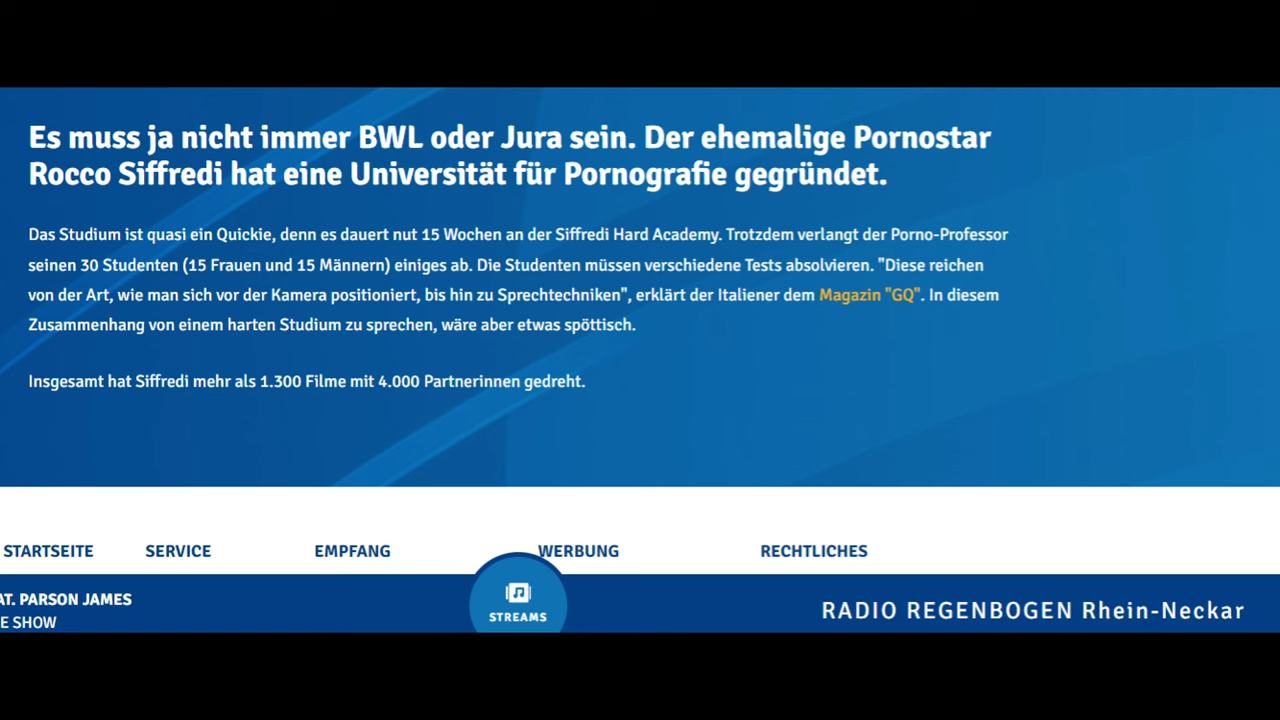 Es muss ja nicht immer BWL oder Jura sein. Der ehemalige Pornostar
Rocco Siffredi hat eine Universität für Pornografie gegründet.
Das Studium ist quasi ein Quickie, denn es dauert nut 15 Wochen an der Siffredi Hard Academy. Trotzdem verlangt der Porno-Professor
seinen 30 Studenten (15 Frauen und 15 Männern) einiges ab. Die Studenten müssen verschiedene Tests absolvieren. "Diese reichen
von der Art, wie man sich vor der Kamera positioniert, bis hin zu Sprechtechniken", erklärt der Italiener dem Magazin "GQ". In diesem
Zusammenhang von einem harten Studium zu sprechen, wäre aber etwas spöttisch.
Insgesamt hat Siffredi mehr als 1.300 Filme mit 4.000 Partnerinnen gedreht.
STARTSEITE SERVICE EMPFANG WERBUNG RECHTLICHES
AT. PARSON JAMES
E SHOW
STREAMS
RADIO REGENBOGEN Rhein-Neckar